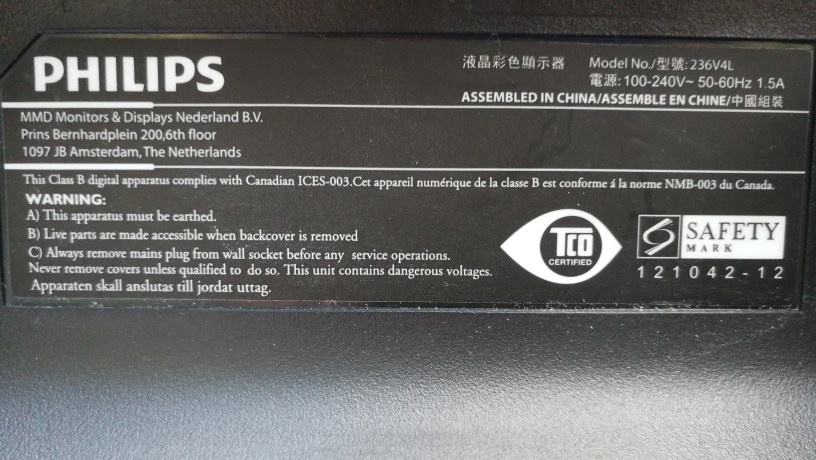 PHILIPS
液晶彩色顯示器 Model No./型號: 236V4L
電源: 100-240V~ 50-60Hz 1.5A
ASSEMBLED IN CHINA/ASSEMBLE EN CHINE/中國組裝
MMD Monitors & Displays Nederland B.V.
Prins Bernhardplein 200,6th floor
1097 JB Amsterdam, The Netherlands
This Class B digital apparatus complies with Canadian ICES-003.Cet appareil numérique de la classe B est conforme á la norme NMB-003 du Canada.
WARNING:
A) This apparatus must be earthed.
B) Live parts are made accessible when backcover is removed
C) Always remove mains plug from wall socket before any service operations.
Never remove covers unless qualified to do so. This unit contains dangerous voltages.
Apparaten skall anslutas till jordat uttag.
TCO
CERTIFIED
SAFETY
MARK
121042-12